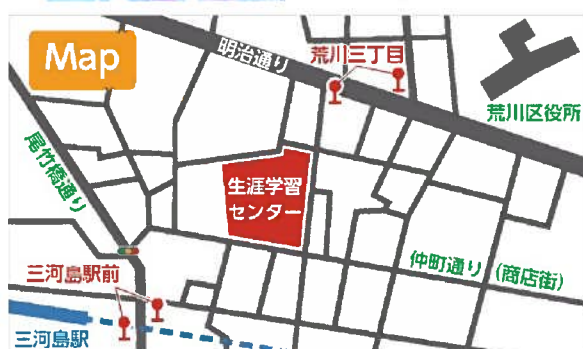 Map
明治通り
荒川三丁目
荒川区役所
尾竹橋通り
生涯学習
センター
仲町通り(商店街)
三河島駅前
三河島駅